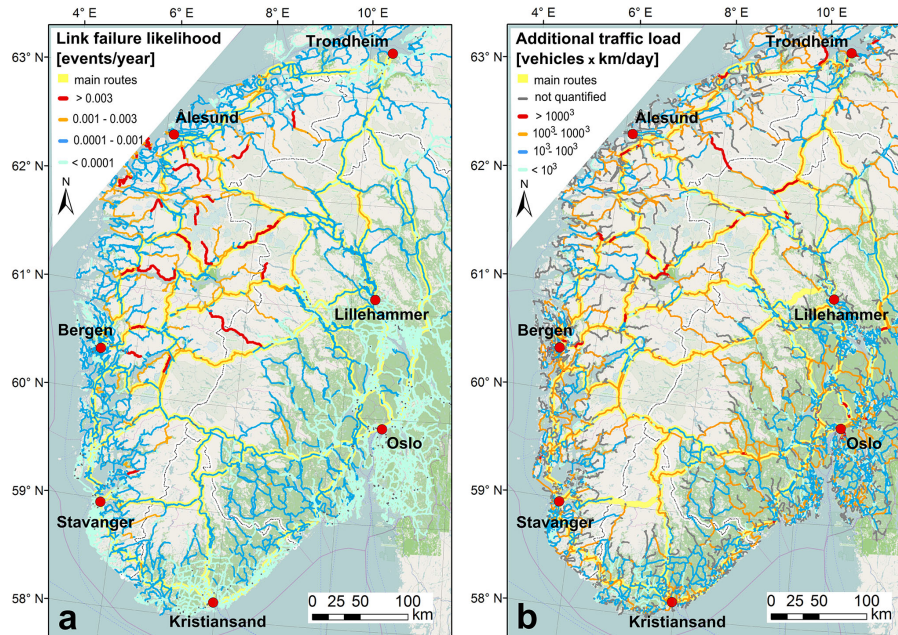 4 E 6 E 8 E 10 E
63° N
62° N
61° N
60° N
59° N
58° N
Link failure likelihood
[events/year]
main routes
> 0.003
0.001 - 0.003
0.0001 - 0.001
< 0.0001
N
Trondheim
Ålesund
Lillehammer
Bergen
Oslo
Stavanger
Kristiansand
0 25 50 100
km
a
4 E 6 E 8 E 10 E
63° N
62° N
61° N
60° N
59° N
58° N
Additional traffic load
[vehicles x km/day]
main routes
not quantified
> 1000³
100³- 1000³
10³- 100³
< 10³
N
Trondheim
Ålesund
Lillehammer
Bergen
Oslo
Stavanger
Kristiansand
0 25 50 100
km
b